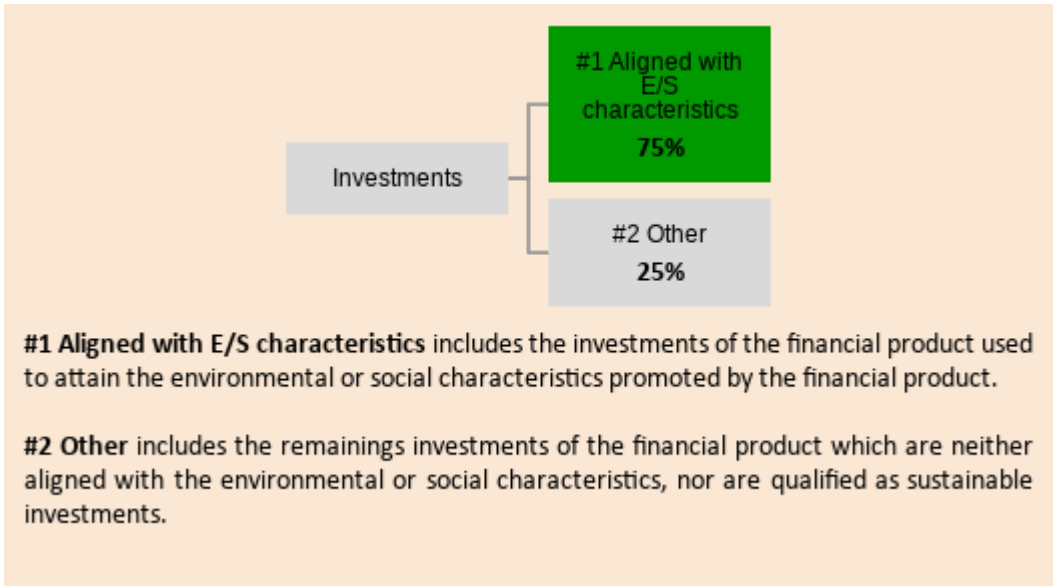 #1 Aligned with
E/S
characteristics
75%
Investments
#2 Other
25%
#1 Aligned with E/S characteristics includes the investments of the financial product used
to attain the environmental or social characteristics promoted by the financial product.
#2 Other includes the remainings investments of the financial product which are neither
aligned with the environmental or social characteristics, nor are qualified as sustainable
investments.